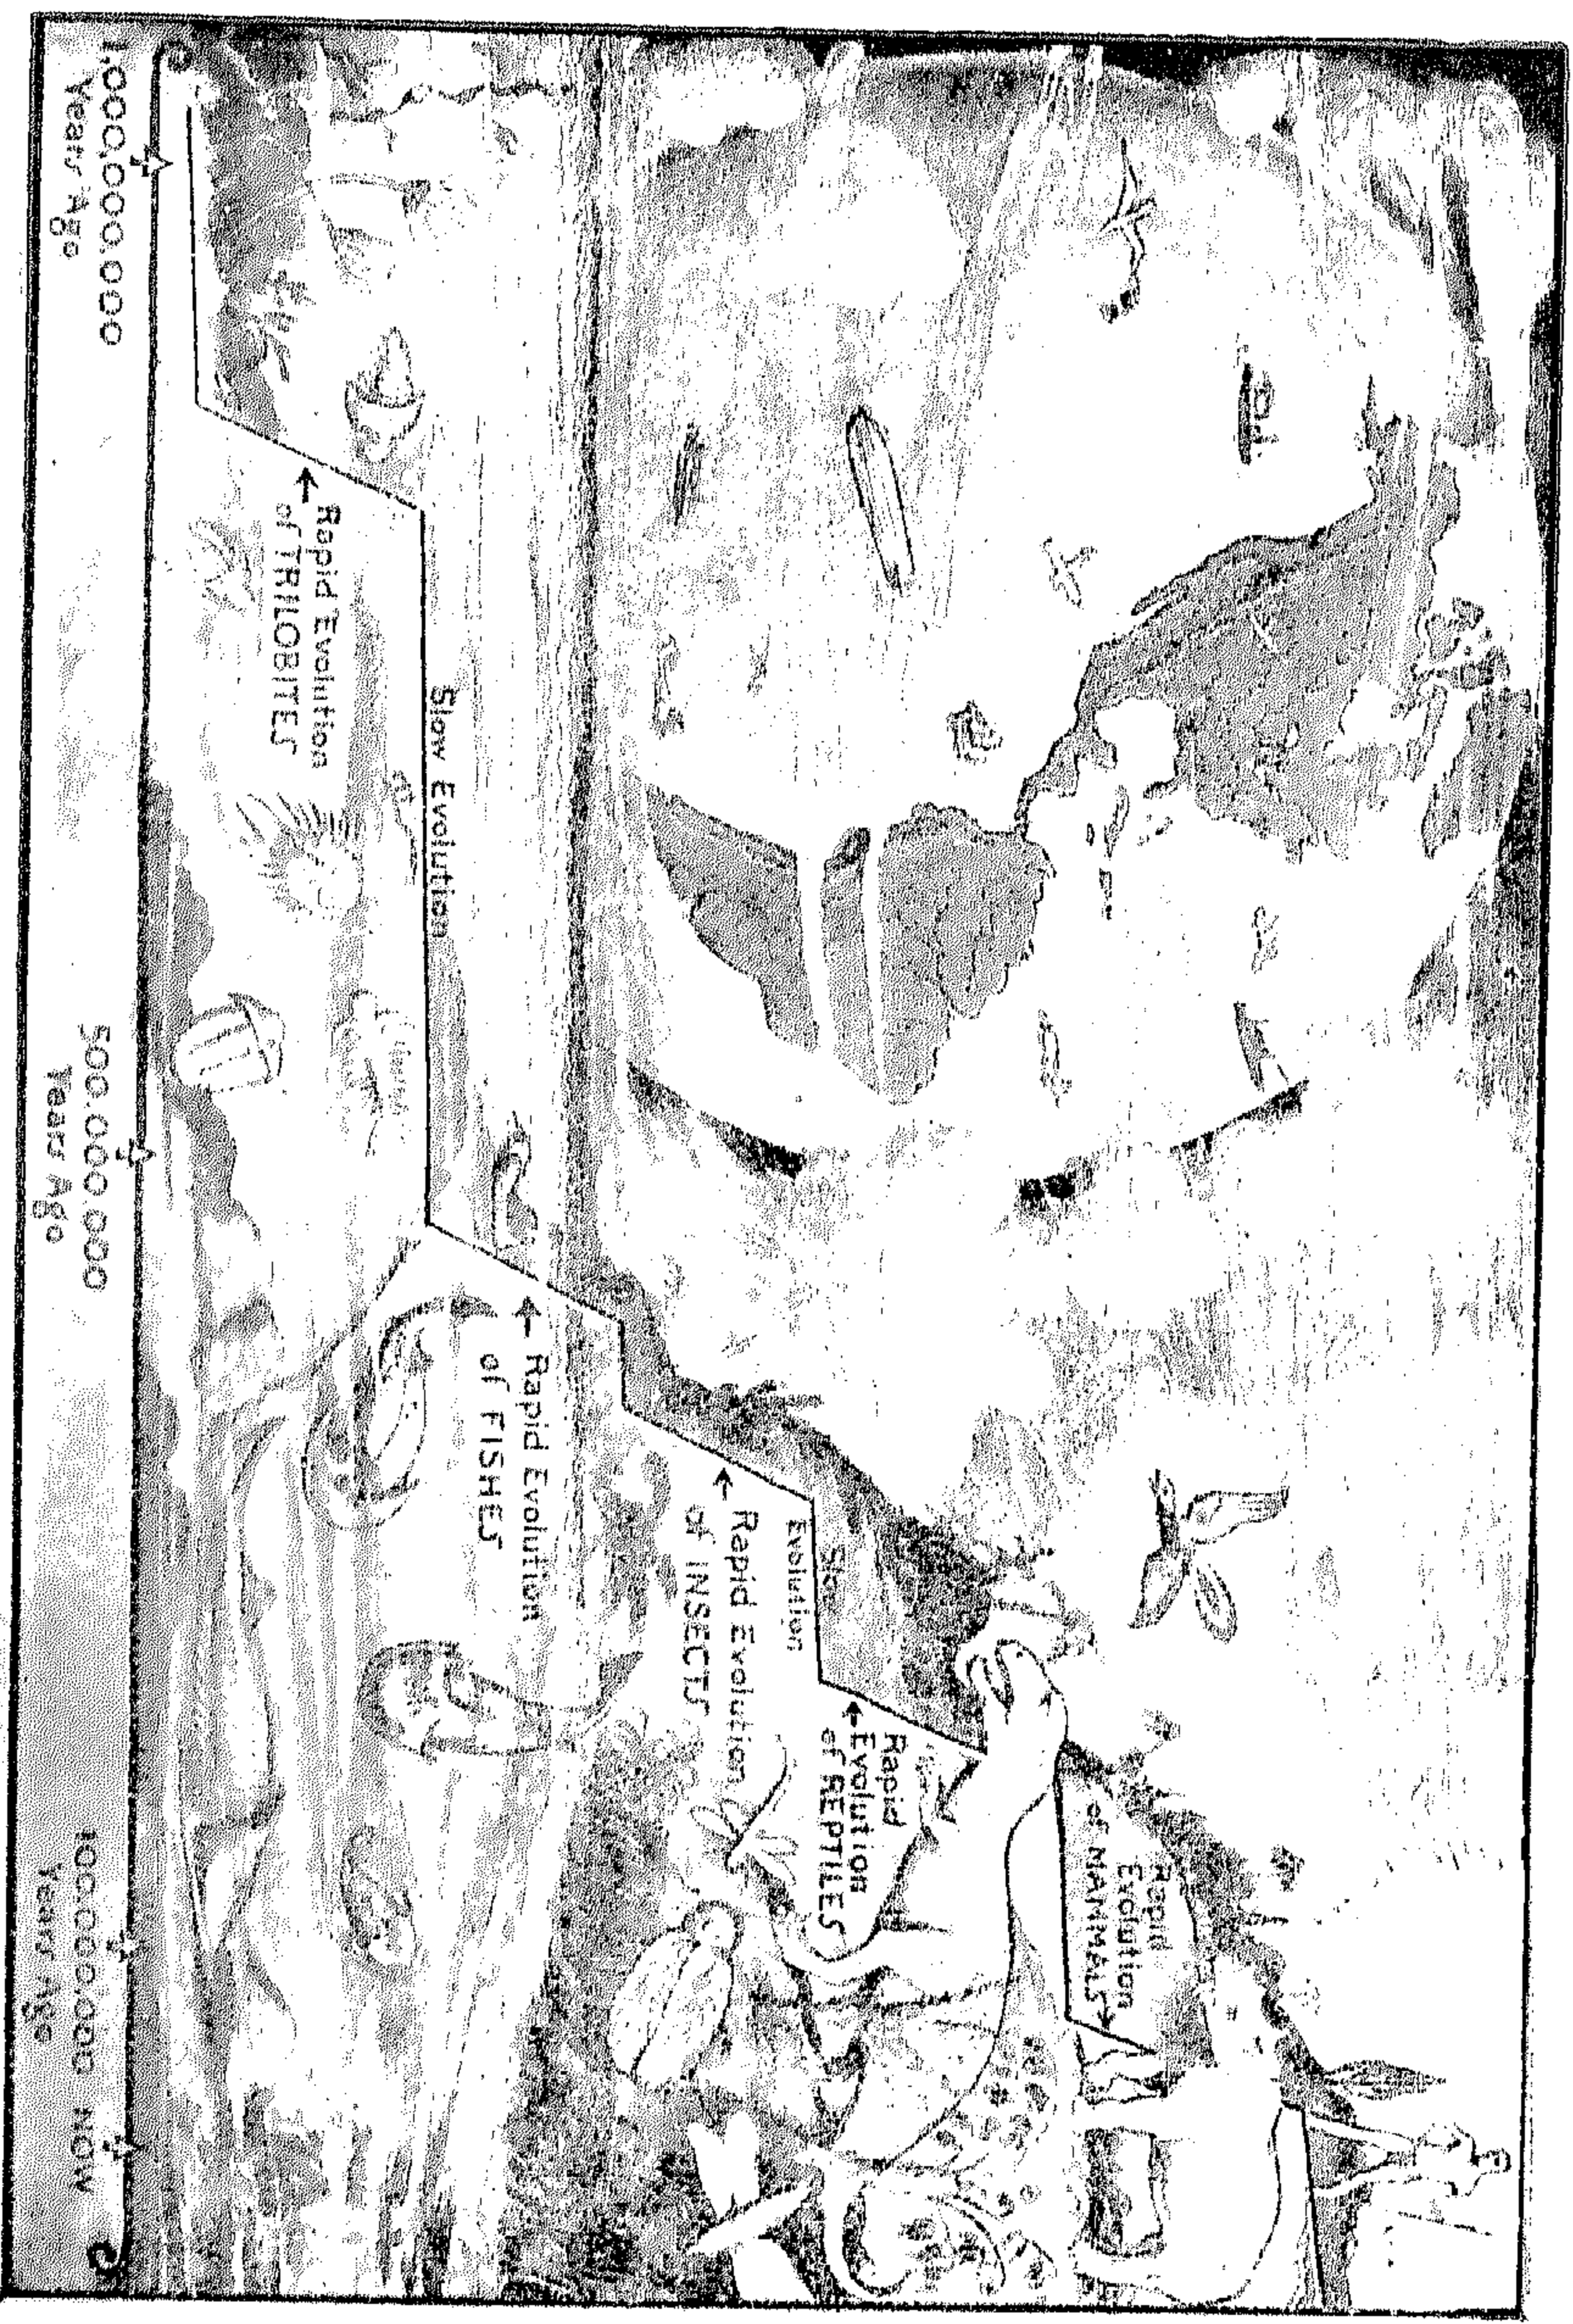 Rapid
Evolution
of MAMMALS
Rapid
Evolution
of REPTILES
Slow
Evolution
Rapid Evolution
of INSECTS
Rapid Evolution
of FISHES
Slow Evolution
Rapid Evolution
of TRILOBITES
1,000,000,000
Years Ago
500.000.000
Years Ago
100.000.000
Years Ago
NOW